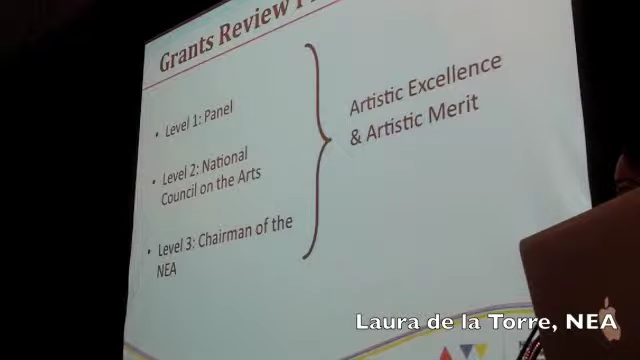 Grants Review
• Level 1: Panel
• Level 2: National
Council on the Arts
• Level 3: Chairman of the
NEA
Artistic Excellence
& Artistic Merit
Laura de la Torre, NEA